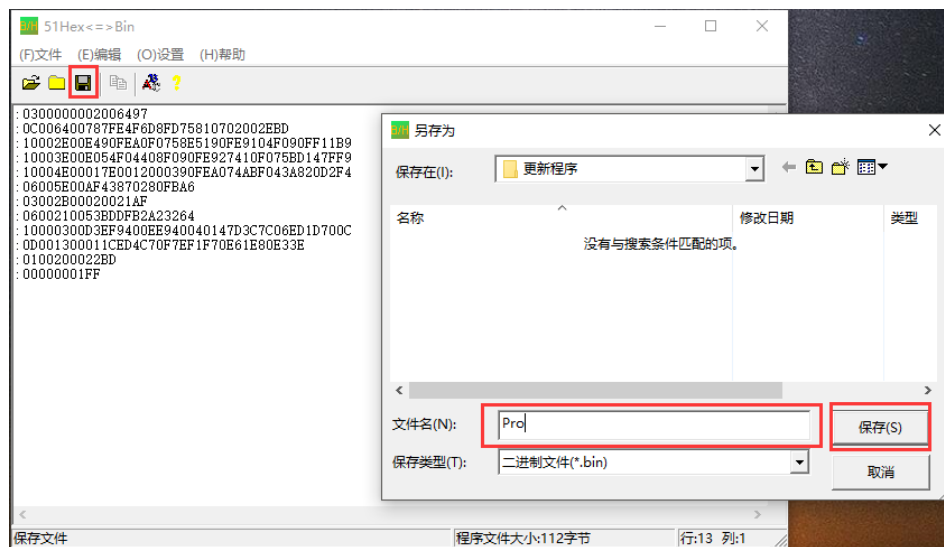 51Hex<=>Bin
(F)文件 (E)编辑 (O)设置 (H)帮助
:0300000002006497
:0C006400787FE4F6D8FD75810702002EBD
:10002E00E490FEA0F0758E5190FE9104F090FF11B9
:10003E00E054F04408F090FE927410F075BD147FF9
:10004E00017E0012000390FEA074ABF043A820D2F4
:06005E00AF43870280FBA6
:03002B00020021AF
:0600210053BDDFB2A23264
:10000300D3EF9400EE940040147D3C7C06ED1D700C
:0D001300011CED4C70F7EF1F70E61E80E33E
:0100200022BD
:00000001FF
保存文件
程序文件大小:112字节
行:13 列:1
另存为
保存在(I):
更新程序
名称
修改日期
类型
没有与搜索条件匹配的项。
文件名(N):
Pro
保存(S)
保存类型(T):
二进制文件(*.bin)
取消